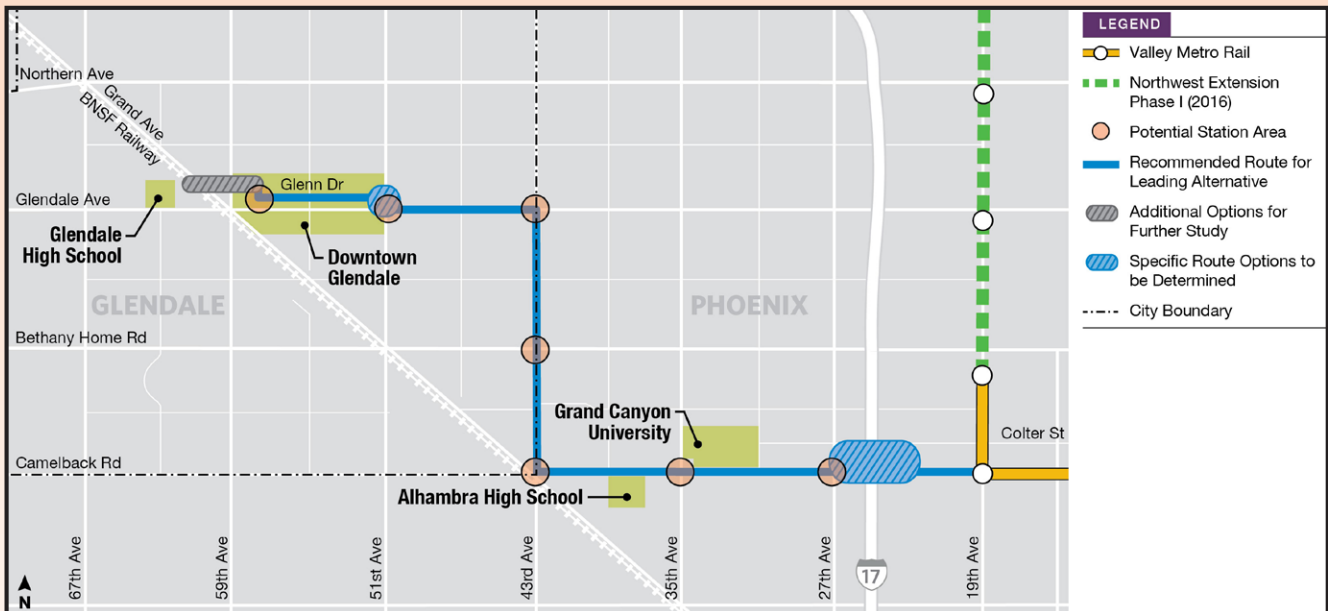 Northern Ave
Grand Ave
BNSF Railway
Glenn Dr
Glendale Ave
Glendale
High School
Downtown
Glendale
GLENDALE
PHOENIX
Bethany Home Rd
Grand Canyon
University
Colter St
Camelback Rd
Alhambra High School
67th Ave
59th Ave
51st Ave
43rd Ave
35th Ave
27th Ave
17
19th Ave
N
LEGEND
Valley Metro Rail
Northwest Extension
Phase I (2016)
Potential Station Area
Recommended Route for
Leading Alternative
Additional Options for
Further Study
Specific Route Options to
be Determined
City Boundary